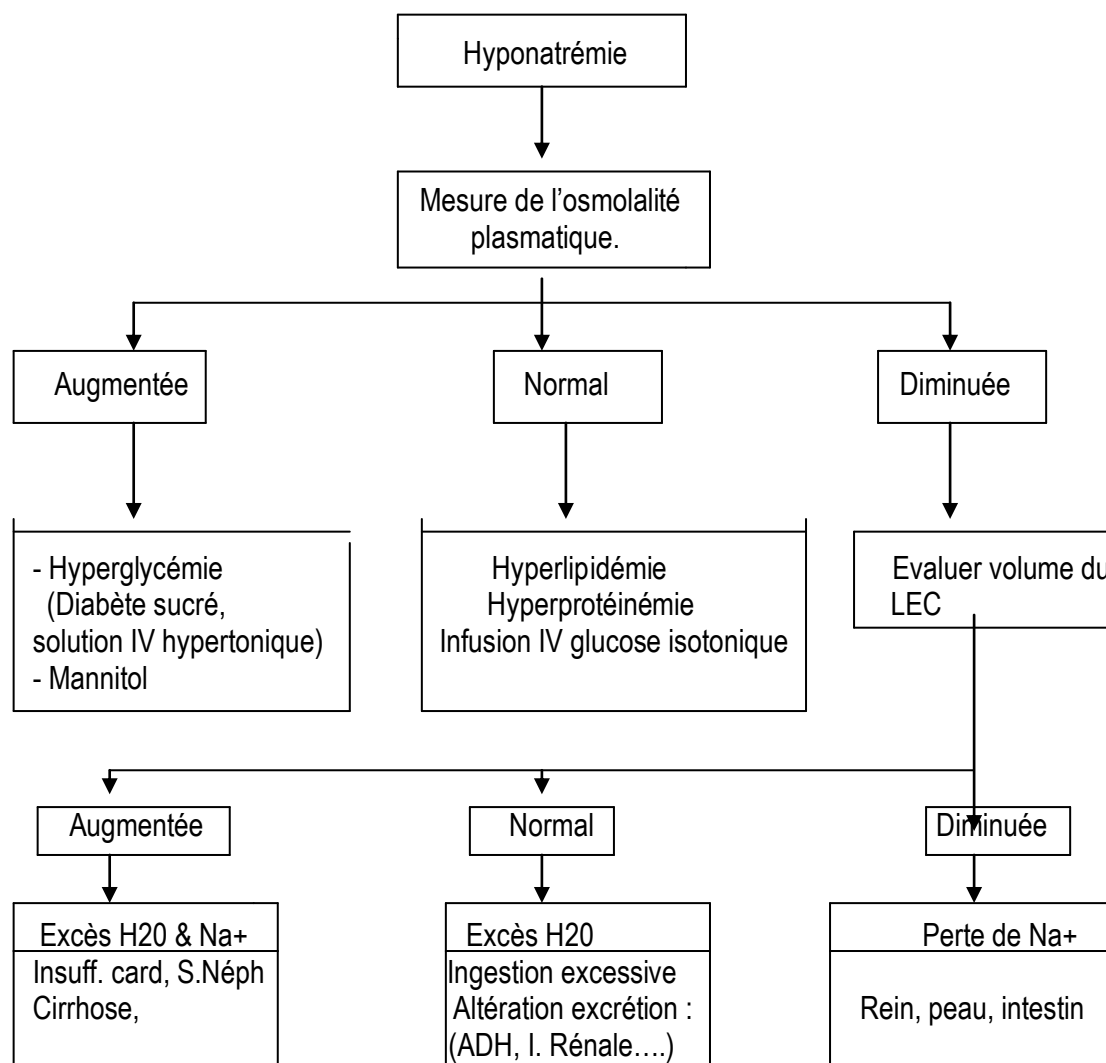 Hyponatrémie
Mesure de l'osmolalité
plasmatique.
Augmentée
Normal
Diminuée
- Hyperglycémie
(Diabète sucré,
solution IV hypertonique)
- Mannitol
Hyperlipidémie
Hyperprotéinémie
Infusion IV glucose isotonique
Evaluer volume du
LEC
Augmentée
Normal
Diminuée
Excès H20 & Na+
Insuff. card, S.Néph
Cirrhose,
Excès H20
Ingestion excessive
Altération excrétion :
(ADH, I. Rénale....)
Perte de Na+
Rein, peau, intestin